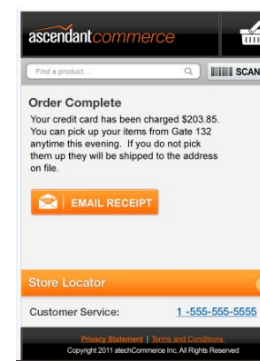 ascendantcommerce
Find a product...
SCAN
Order Complete
Your credit card has been charged $203.85.
You can pick up your items from Gate 132
anytime this evening. If you do not pick
them up they will be shipped to the address
on file.
EMAIL RECEIPT
Store Locator
Customer Service: 1 -555-555-5555
Privacy Statement | Terms and Conditions
Copyright 2011 atechCommerce Inc, All Rights Reserved